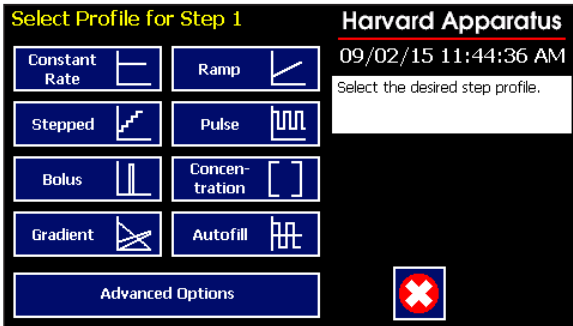 Select Profile for Step 1
Harvard Apparatus
09/02/15 11:44:36 AM
Select the desired step profile.
Constant
Rate
Ramp
Stepped
Pulse
Bolus
Concen-
tration
Gradient
Autofill
Advanced Options